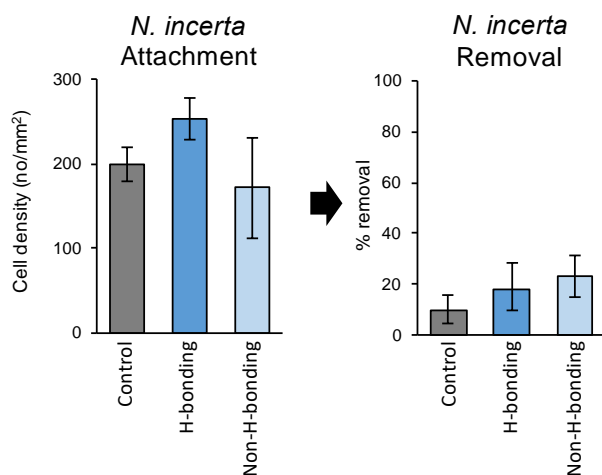 N. incerta
Attachment
Cell density (no/mm²)
300
200
100
0
Control
H-bonding
Non-H-bonding
N. incerta
Removal
% removal
100
80
60
40
20
0
Control
H-bonding
Non-H-bonding